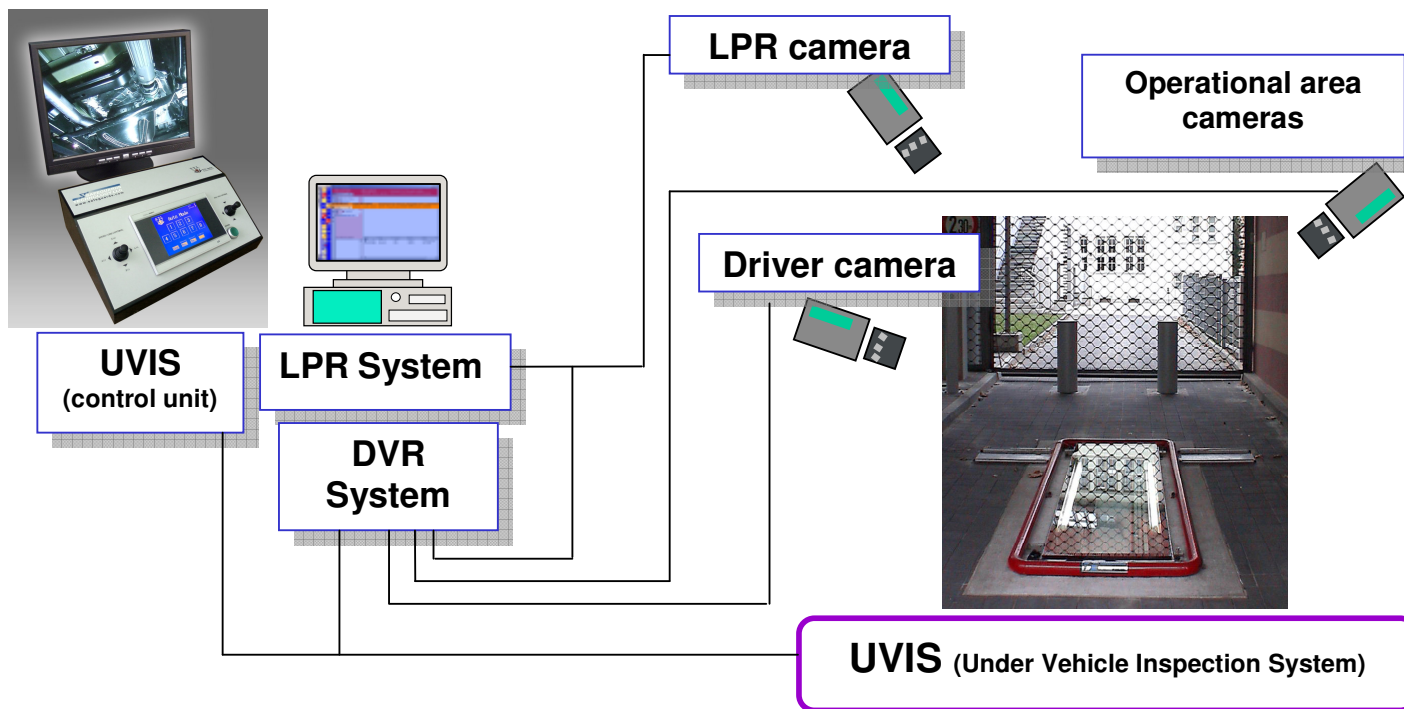 LPR camera
Operational area
cameras
Driver camera
UVIS
(control unit)
LPR System
DVR
System
UVIS (Under Vehicle Inspection System)